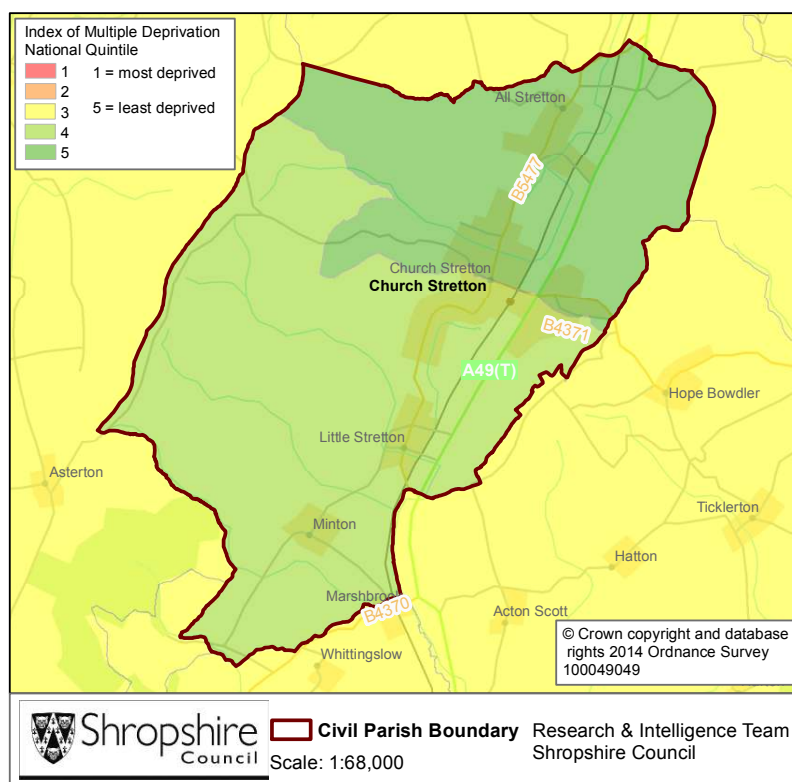 Index of Multiple Deprivation
National Quintile
1 1 = most deprived
2
3 5 = least deprived
4
5
All Stretton
B5477
Church Stretton
Church Stretton
B4371
A49(T)
Hope Bowdler
Little Stretton
Asterton
Ticklerton
Minton
Hatton
Marshbrook
B4370
Acton Scott
Whittingslow
© Crown copyright and database
rights 2014 Ordnance Survey
100049049
Shropshire
Council
Civil Parish Boundary
Scale: 1:68,000
Research & Intelligence Team
Shropshire Council